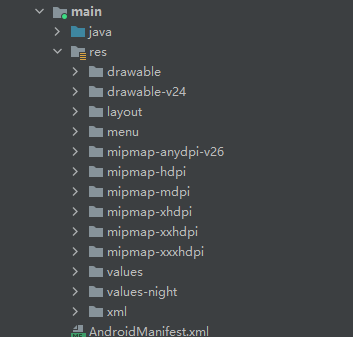 main
java
res
drawable
drawable-v24
layout
menu
mipmap-anydpi-v26
mipmap-hdpi
mipmap-mdpi
mipmap-xhdpi
mipmap-xxhdpi
mipmap-xxxhdpi
values
values-night
xml
AndroidManifest.xml